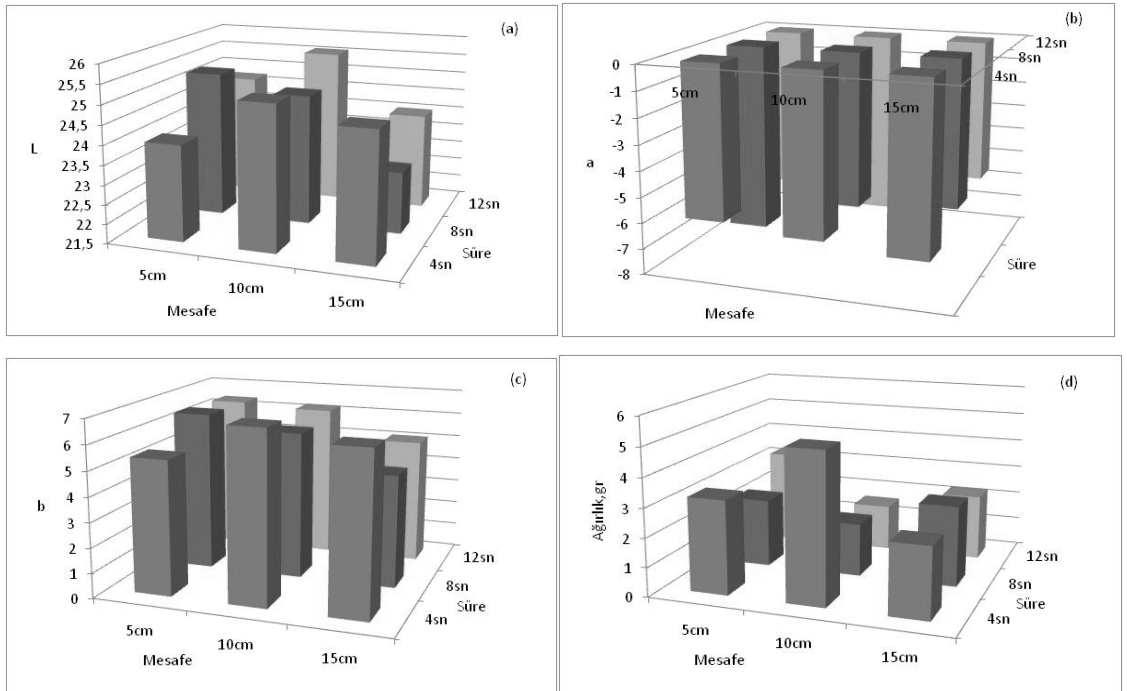 (a)
26
25,5
25
24,5
24
23,5
23
22,5
22
21,5
L
5cm
10cm
15cm
Mesafe
4sn
8sn
12sn
Süre
(b)
0
-1
-2
-3
-4
-5
-6
-7
-8
a
5cm
10cm
15cm
Mesafe
4sn
8sn
12sn
Süre
(c)
7
6
5
4
3
2
1
0
b
5cm
10cm
15cm
Mesafe
4sn
8sn
12sn
Süre
(d)
6
5
4
3
2
1
0
Ağırlık,gr
5cm
10cm
15cm
Mesafe
4sn
8sn
12sn
Süre